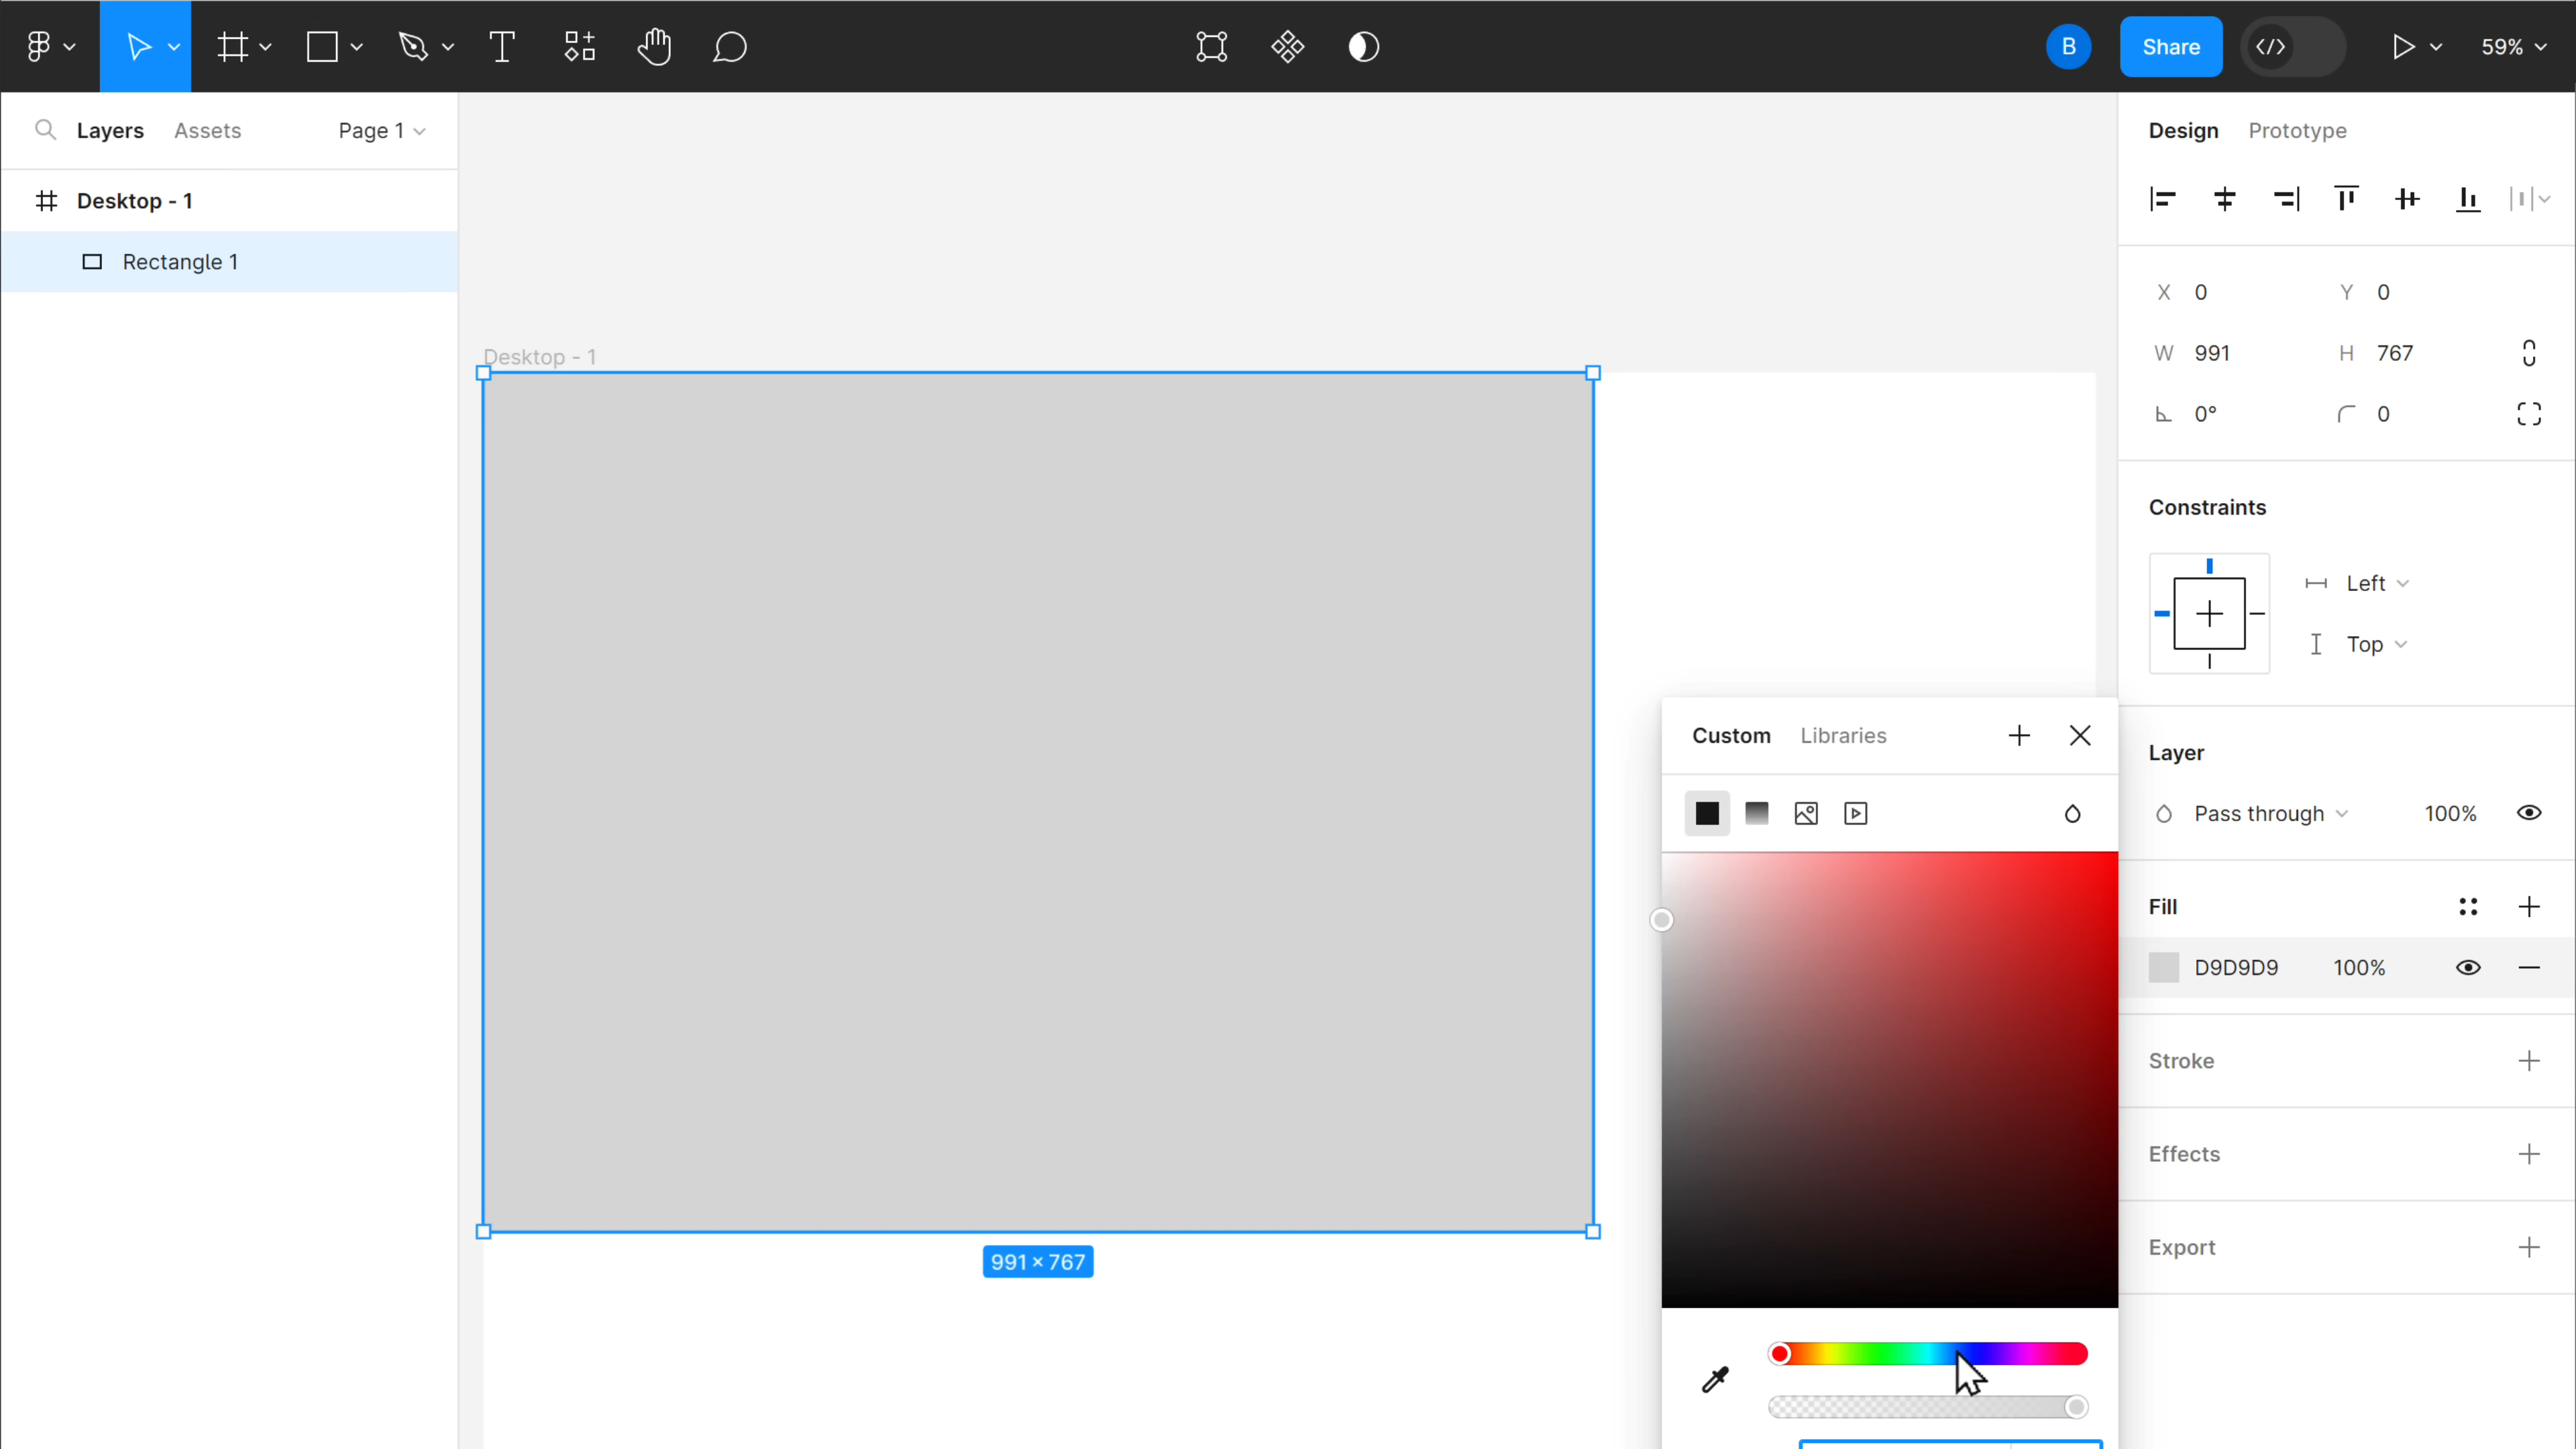 B Share 59%
Layers Assets Page 1
Design Prototype
Desktop - 1
Rectangle 1
X 0 Y 0
W 991 H 767
0° 0
Desktop - 1
Constraints
Left
Top
Custom Libraries
Layer
Pass through 100%
Fill
D9D9D9 100%
Stroke
Effects
Export
991 × 767